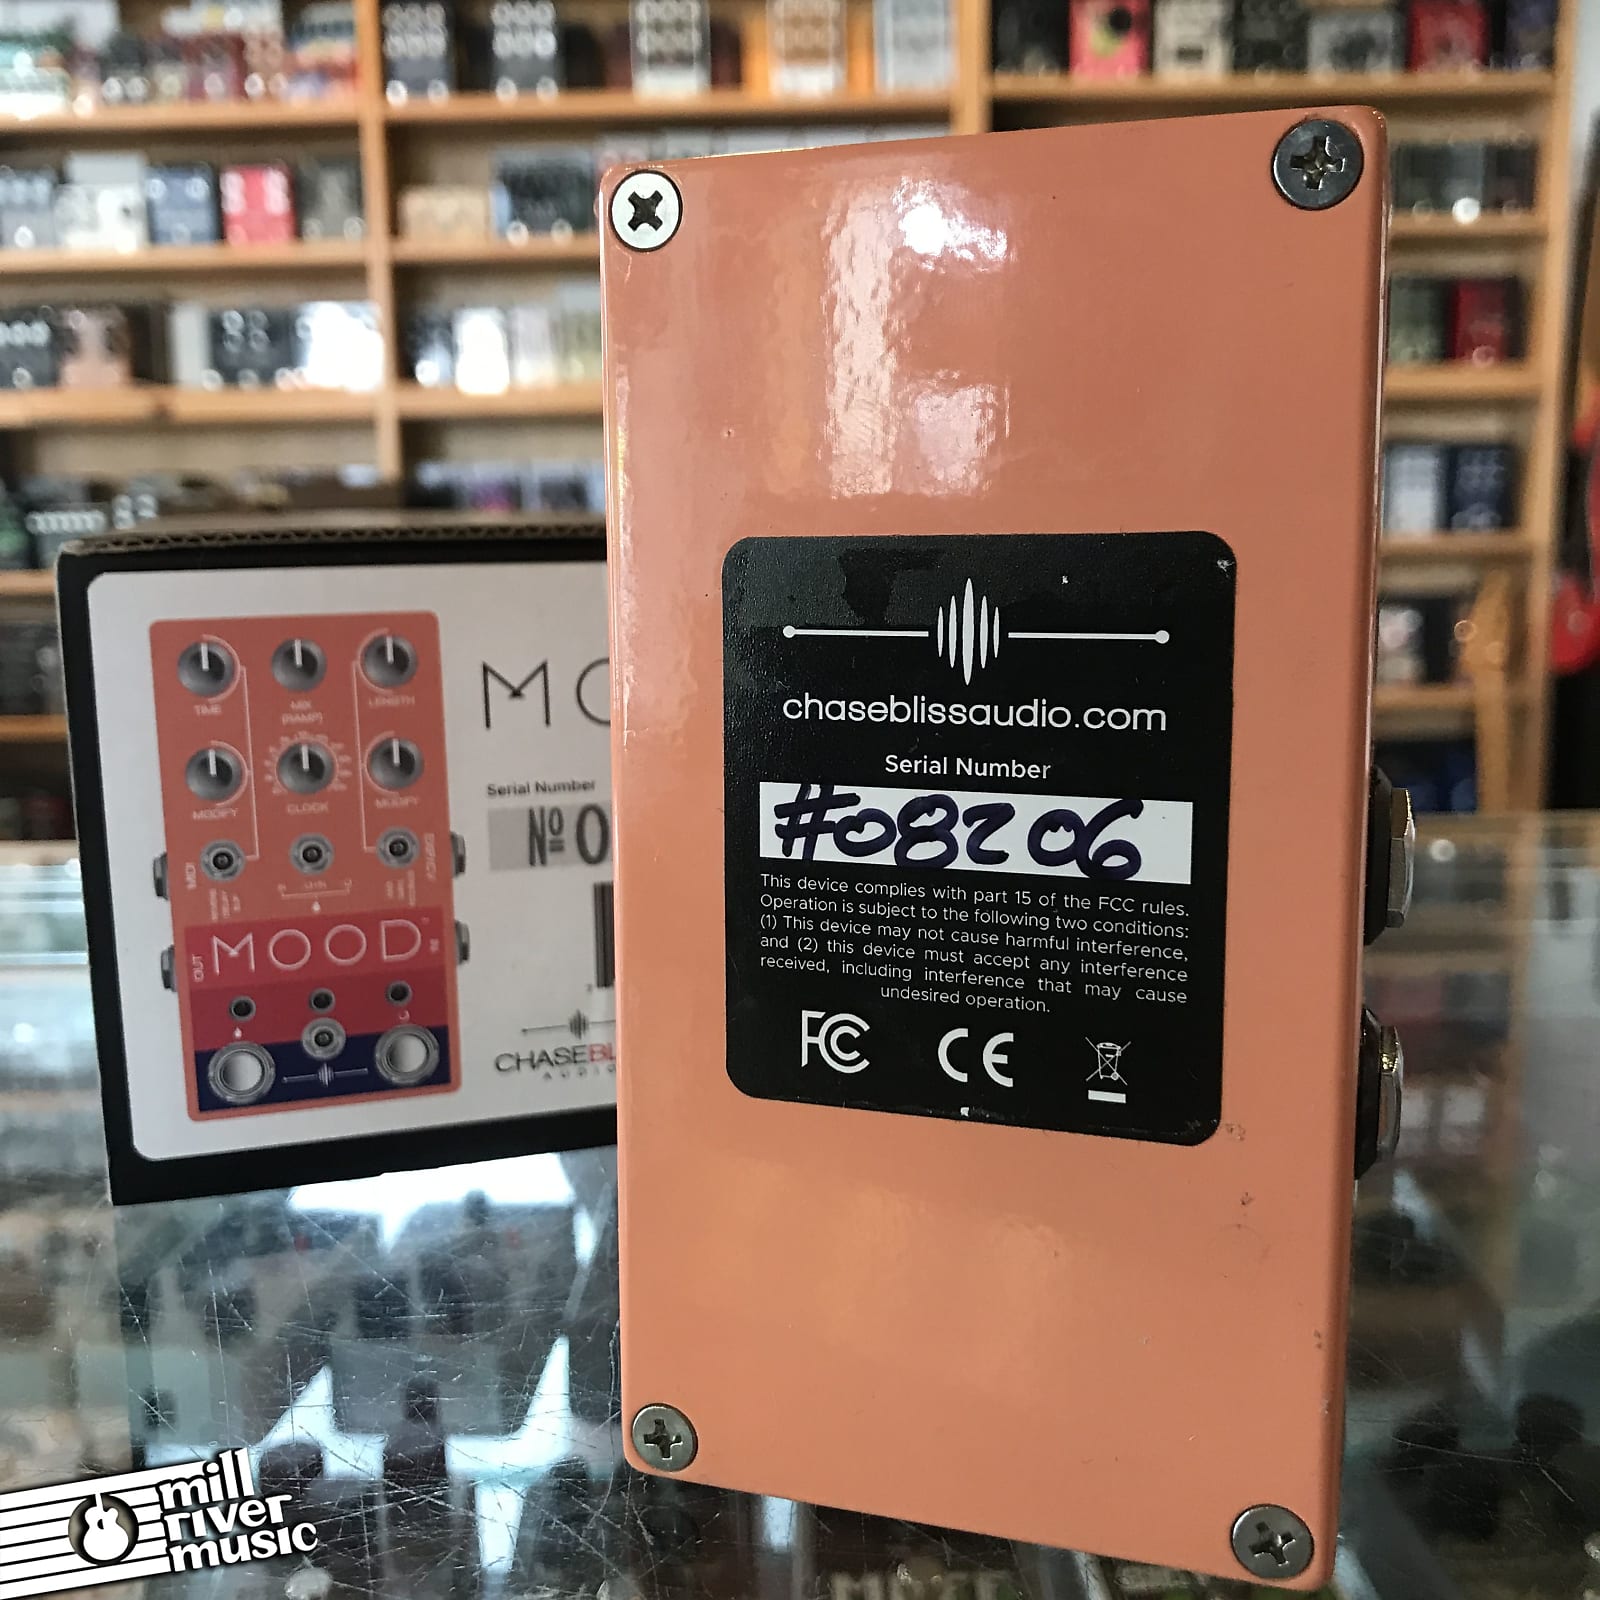 chaseblissaudio.com
Serial Number
#08206
This device complies with part 15 of the FCC rules.
Operation is subject to the following two conditions:
(1) This device may not cause harmful interference,
and (2) this device must accept any interference
received, including interference that may cause
undesired operation.
FC CE
MO
Serial Number
Nº 0
CHASEBL
AUDIO
TIME
MIX
(RAMP)
LENGTH
MODIFY
CLOCK
MODIFY
MIDI
OUT
MOOD
IN
mill
river
music